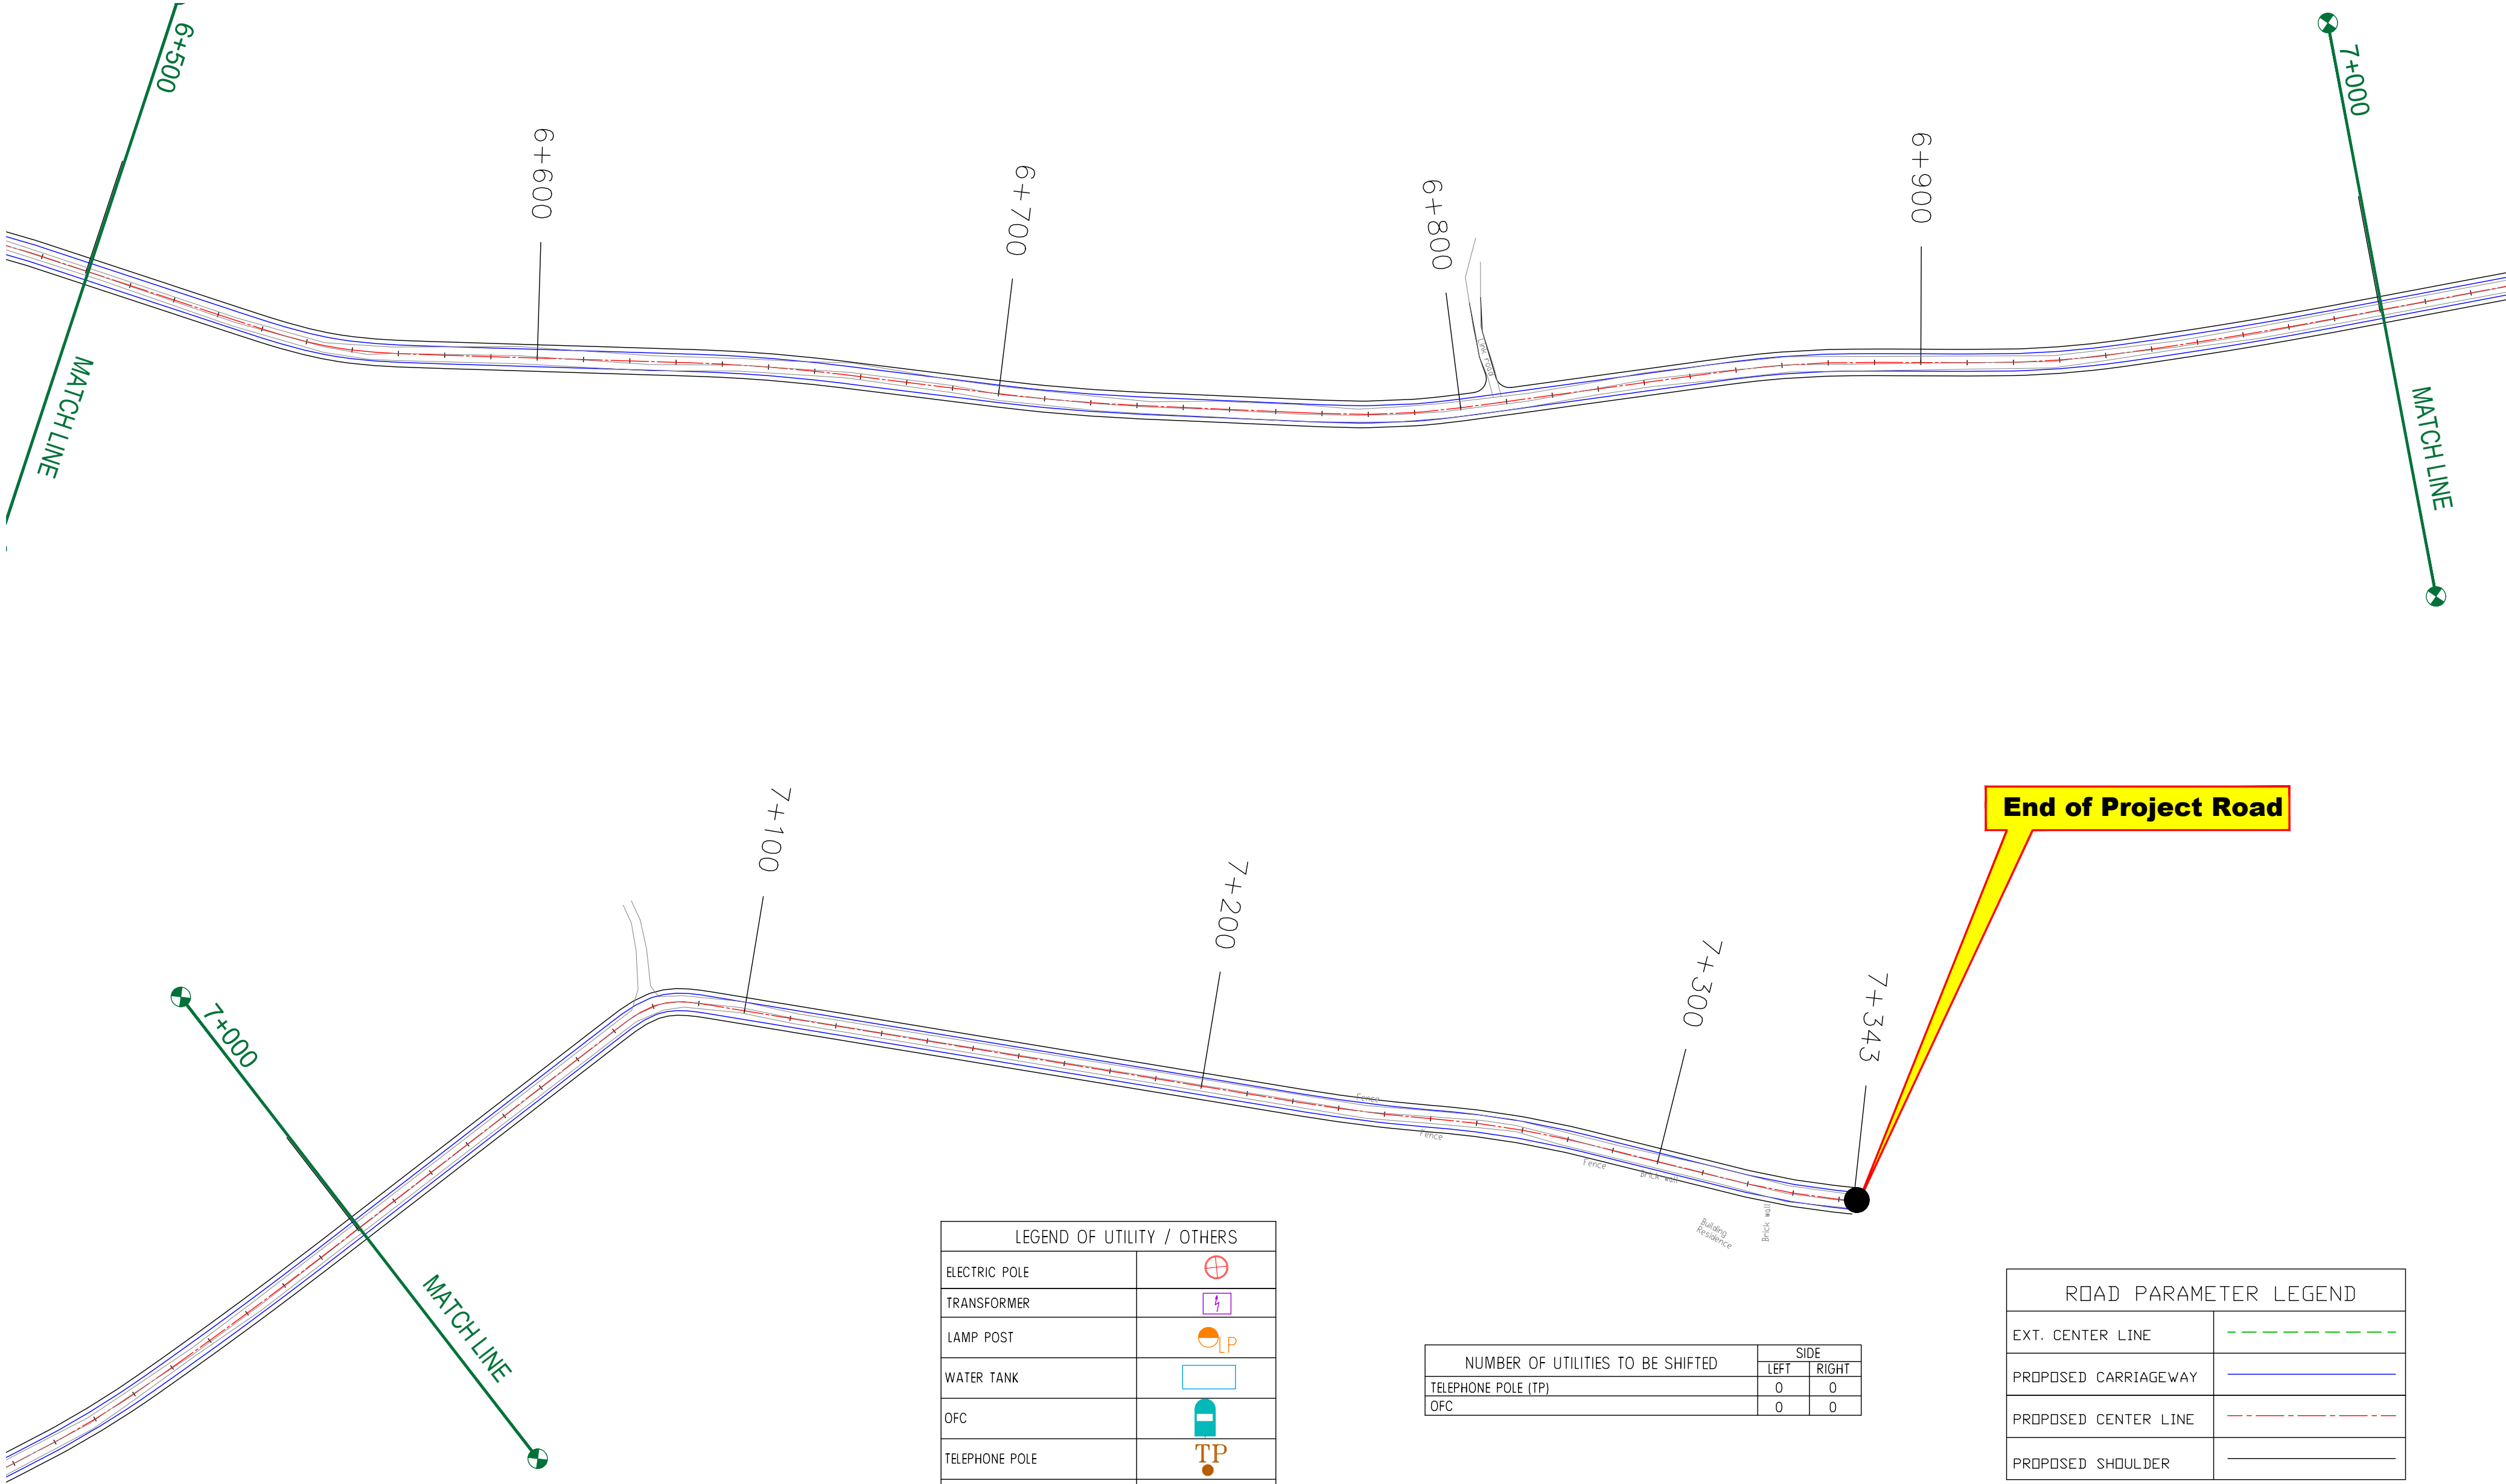 6+500
MATCH LINE
6+600
6+700
6+800
Link road
6+900
7+000
MATCH LINE
End of Project Road
7+000
MATCH LINE
7+100
7+200
7+300
7+343
Fence
Fence
Fence
Brick wall
Building
Residence
Brick wall
LEGEND OF UTILITY / OTHERS
ELECTRIC POLE
TRANSFORMER
LAMP POST LP
WATER TANK
OFC
TELEPHONE POLE TP
NUMBER OF UTILITIES TO BE SHIFTED SIDE
LEFT RIGHT
TELEPHONE POLE (TP) 0 0
OFC 0 0
ROAD PARAMETER LEGEND
EXT. CENTER LINE
PROPOSED CARRIAGEWAY
PROPOSED CENTER LINE
PROPOSED SHOULDER